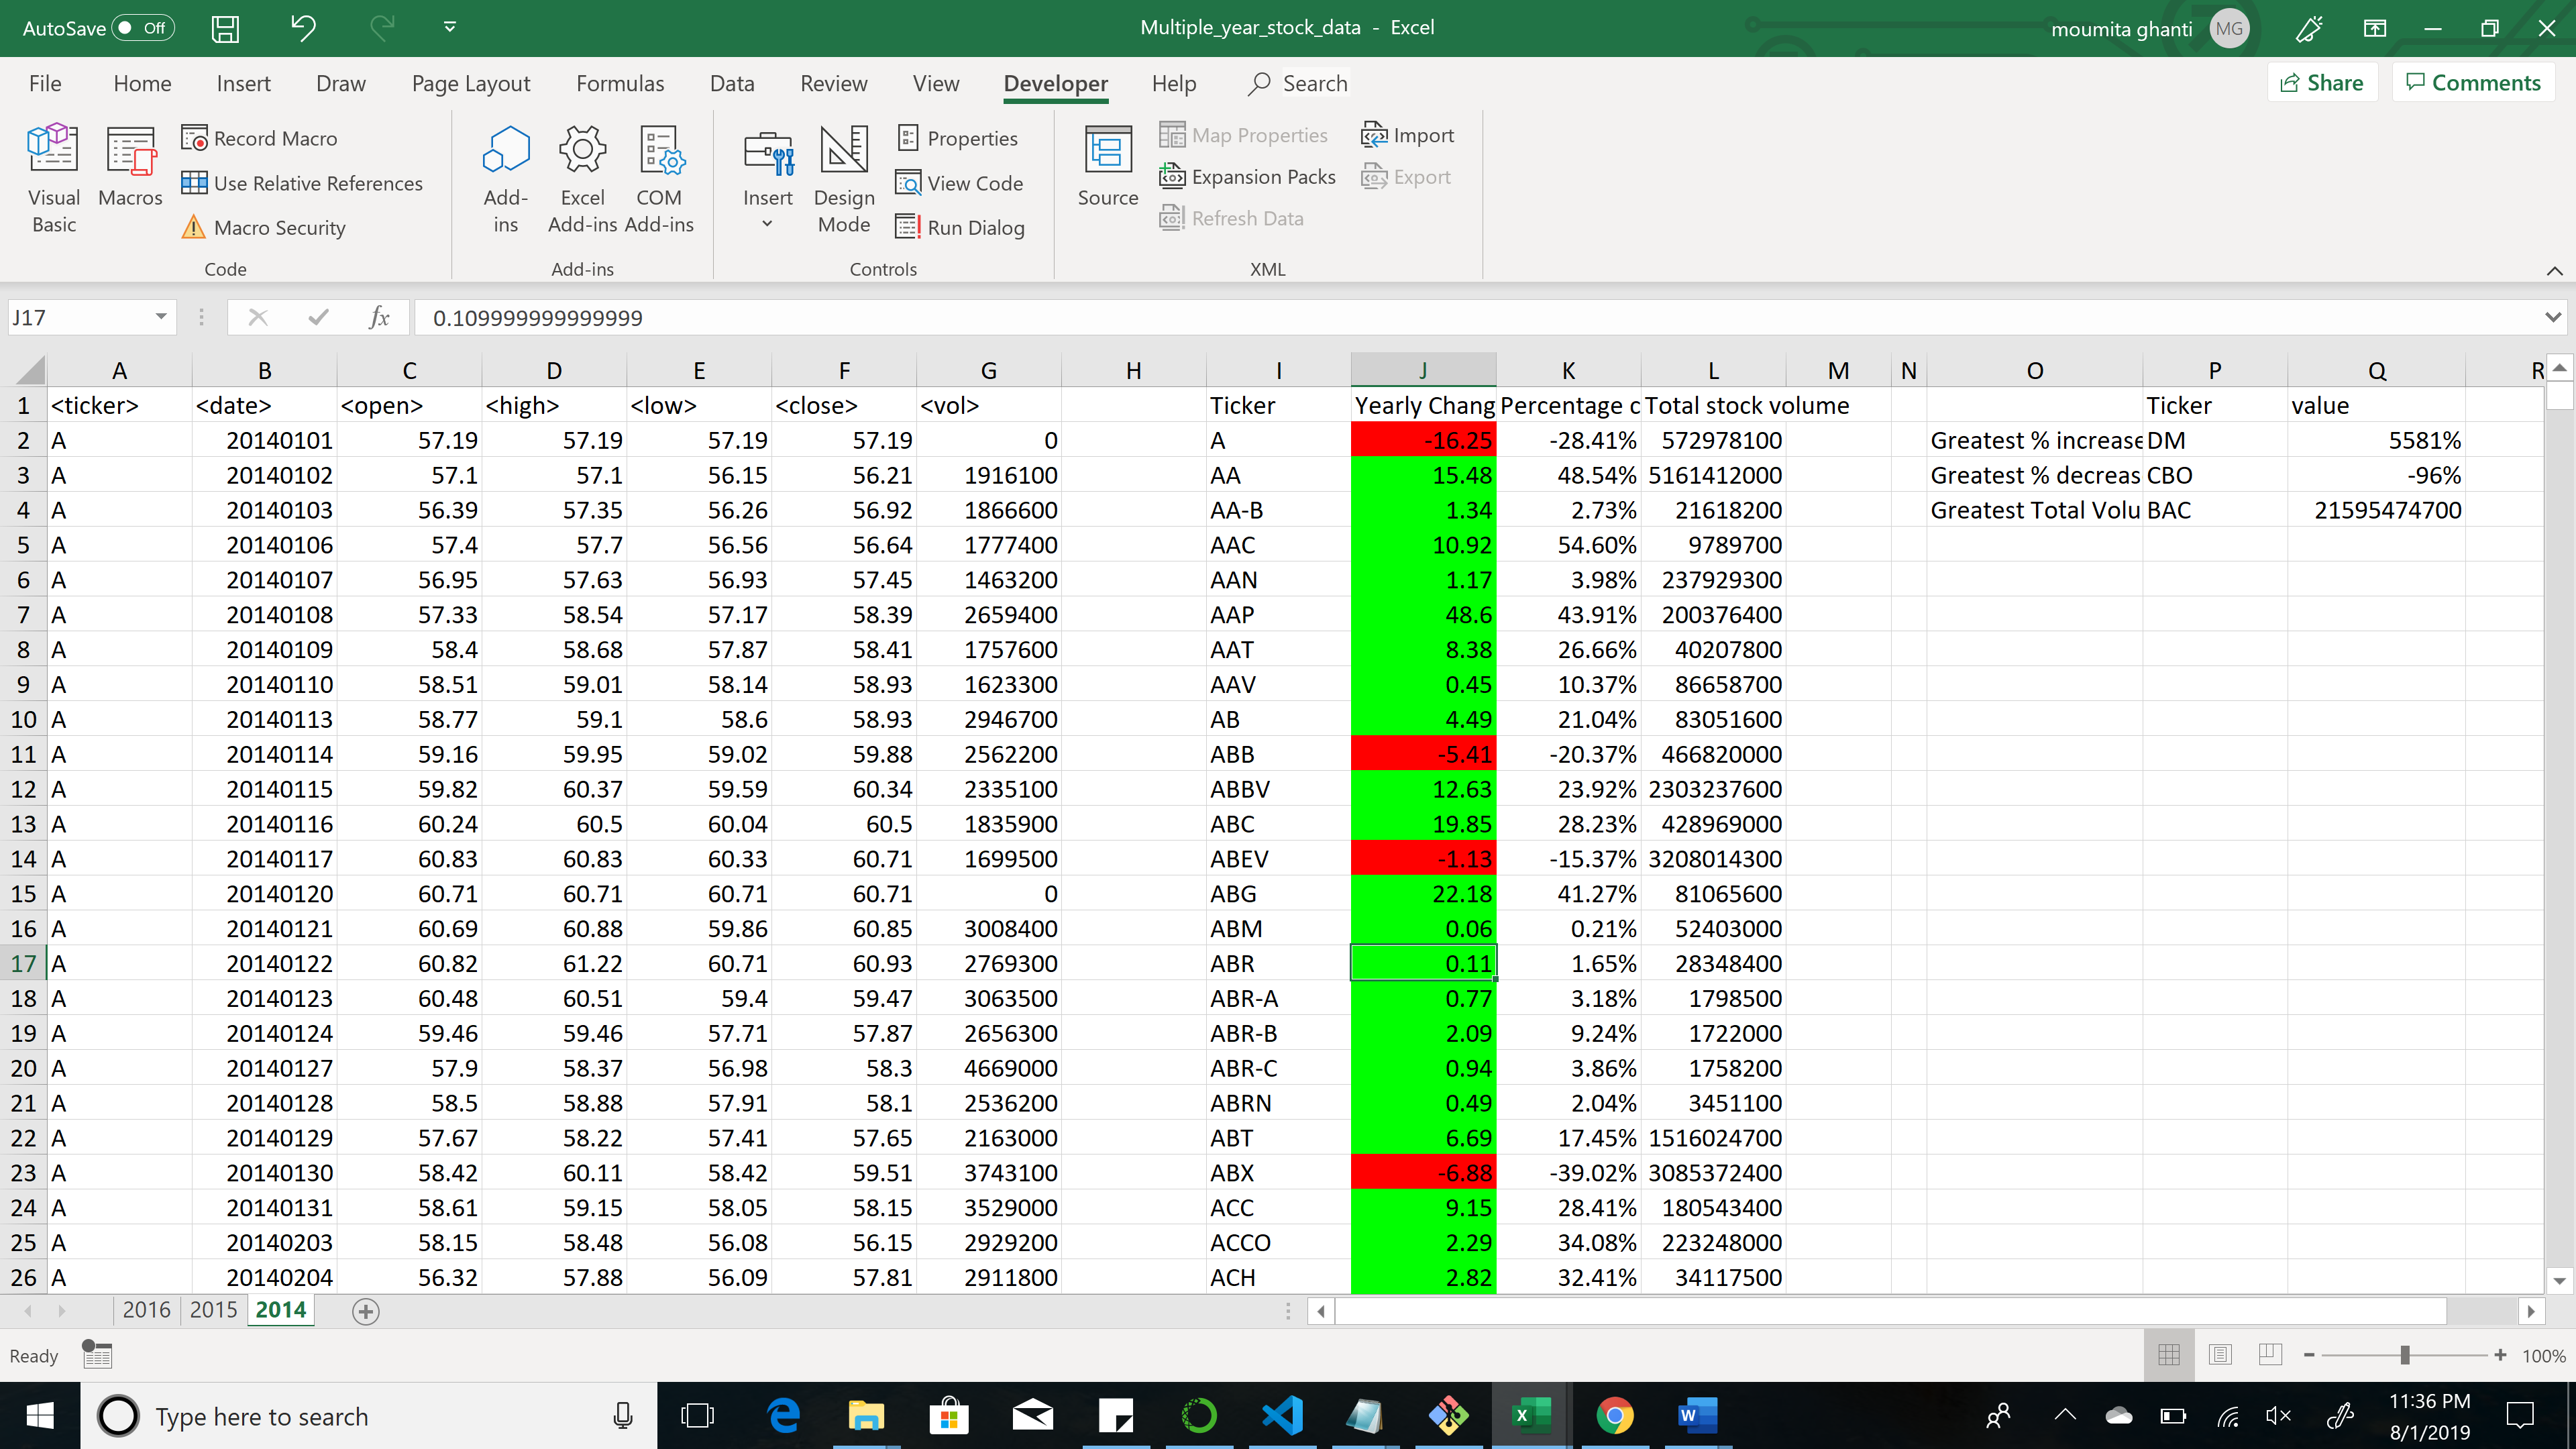 AutoSave Off Multiple_year_stock_data - Excel moumita ghanti MG
File Home Insert Draw Page Layout Formulas Data Review View Developer Help Search Share Comments
Visual Basic Macros Record Macro Use Relative References Macro Security Code
Add-ins Excel Add-ins COM Add-ins Add-ins
Insert Design Mode Properties View Code Run Dialog Controls
Source Map Properties Expansion Packs Refresh Data Import Export XML
J17 fx 0.109999999999999
A B C D E F G H I J K L M N O P Q R
1 <ticker> <date> <open> <high> <low> <close> <vol> Ticker Yearly Chang Percentage c Total stock volume Ticker value
2 A 20140101 57.19 57.19 57.19 57.19 0 A -16.25 -28.41% 572978100 Greatest % increase DM 5581%
3 A 20140102 57.1 57.1 56.15 56.21 1916100 AA 15.48 48.54% 5161412000 Greatest % decreas CBO -96%
4 A 20140103 56.39 57.35 56.26 56.92 1866600 AA-B 1.34 2.73% 21618200 Greatest Total Volu BAC 21595474700
5 A 20140106 57.4 57.7 56.56 56.64 1777400 AAC 10.92 54.60% 9789700
6 A 20140107 56.95 57.63 56.93 57.45 1463200 AAN 1.17 3.98% 237929300
7 A 20140108 57.33 58.54 57.17 58.39 2659400 AAP 48.6 43.91% 200376400
8 A 20140109 58.4 58.68 57.87 58.41 1757600 AAT 8.38 26.66% 40207800
9 A 20140110 58.51 59.01 58.14 58.93 1623300 AAV 0.45 10.37% 86658700
10 A 20140113 58.77 59.1 58.6 58.93 2946700 AB 4.49 21.04% 83051600
11 A 20140114 59.16 59.95 59.02 59.88 2562200 ABB -5.41 -20.37% 466820000
12 A 20140115 59.82 60.37 59.59 60.34 2335100 ABBV 12.63 23.92% 2303237600
13 A 20140116 60.24 60.5 60.04 60.5 1835900 ABC 19.85 28.23% 428969000
14 A 20140117 60.83 60.83 60.33 60.71 1699500 ABEV -1.13 -15.37% 3208014300
15 A 20140120 60.71 60.71 60.71 60.71 0 ABG 22.18 41.27% 81065600
16 A 20140121 60.69 60.88 59.86 60.85 3008400 ABM 0.06 0.21% 52403000
17 A 20140122 60.82 61.22 60.71 60.93 2769300 ABR 0.11 1.65% 28348400
18 A 20140123 60.48 60.51 59.4 59.47 3063500 ABR-A 0.77 3.18% 1798500
19 A 20140124 59.46 59.46 57.71 57.87 2656300 ABR-B 2.09 9.24% 1722000
20 A 20140127 57.9 58.37 56.98 58.3 4669000 ABR-C 0.94 3.86% 1758200
21 A 20140128 58.5 58.88 57.91 58.1 2536200 ABRN 0.49 2.04% 3451100
22 A 20140129 57.67 58.22 57.41 57.65 2163000 ABT 6.69 17.45% 1516024700
23 A 20140130 58.42 60.11 58.42 59.51 3743100 ABX -6.88 -39.02% 3085372400
24 A 20140131 58.61 59.15 58.05 58.15 3529000 ACC 9.15 28.41% 180543400
25 A 20140203 58.15 58.48 56.08 56.15 2929200 ACCO 2.29 34.08% 223248000
26 A 20140204 56.32 57.88 56.09 57.81 2911800 ACH 2.82 32.41% 34117500
2016 2015 2014
Ready 100%
Type here to search 11:36 PM
8/1/2019